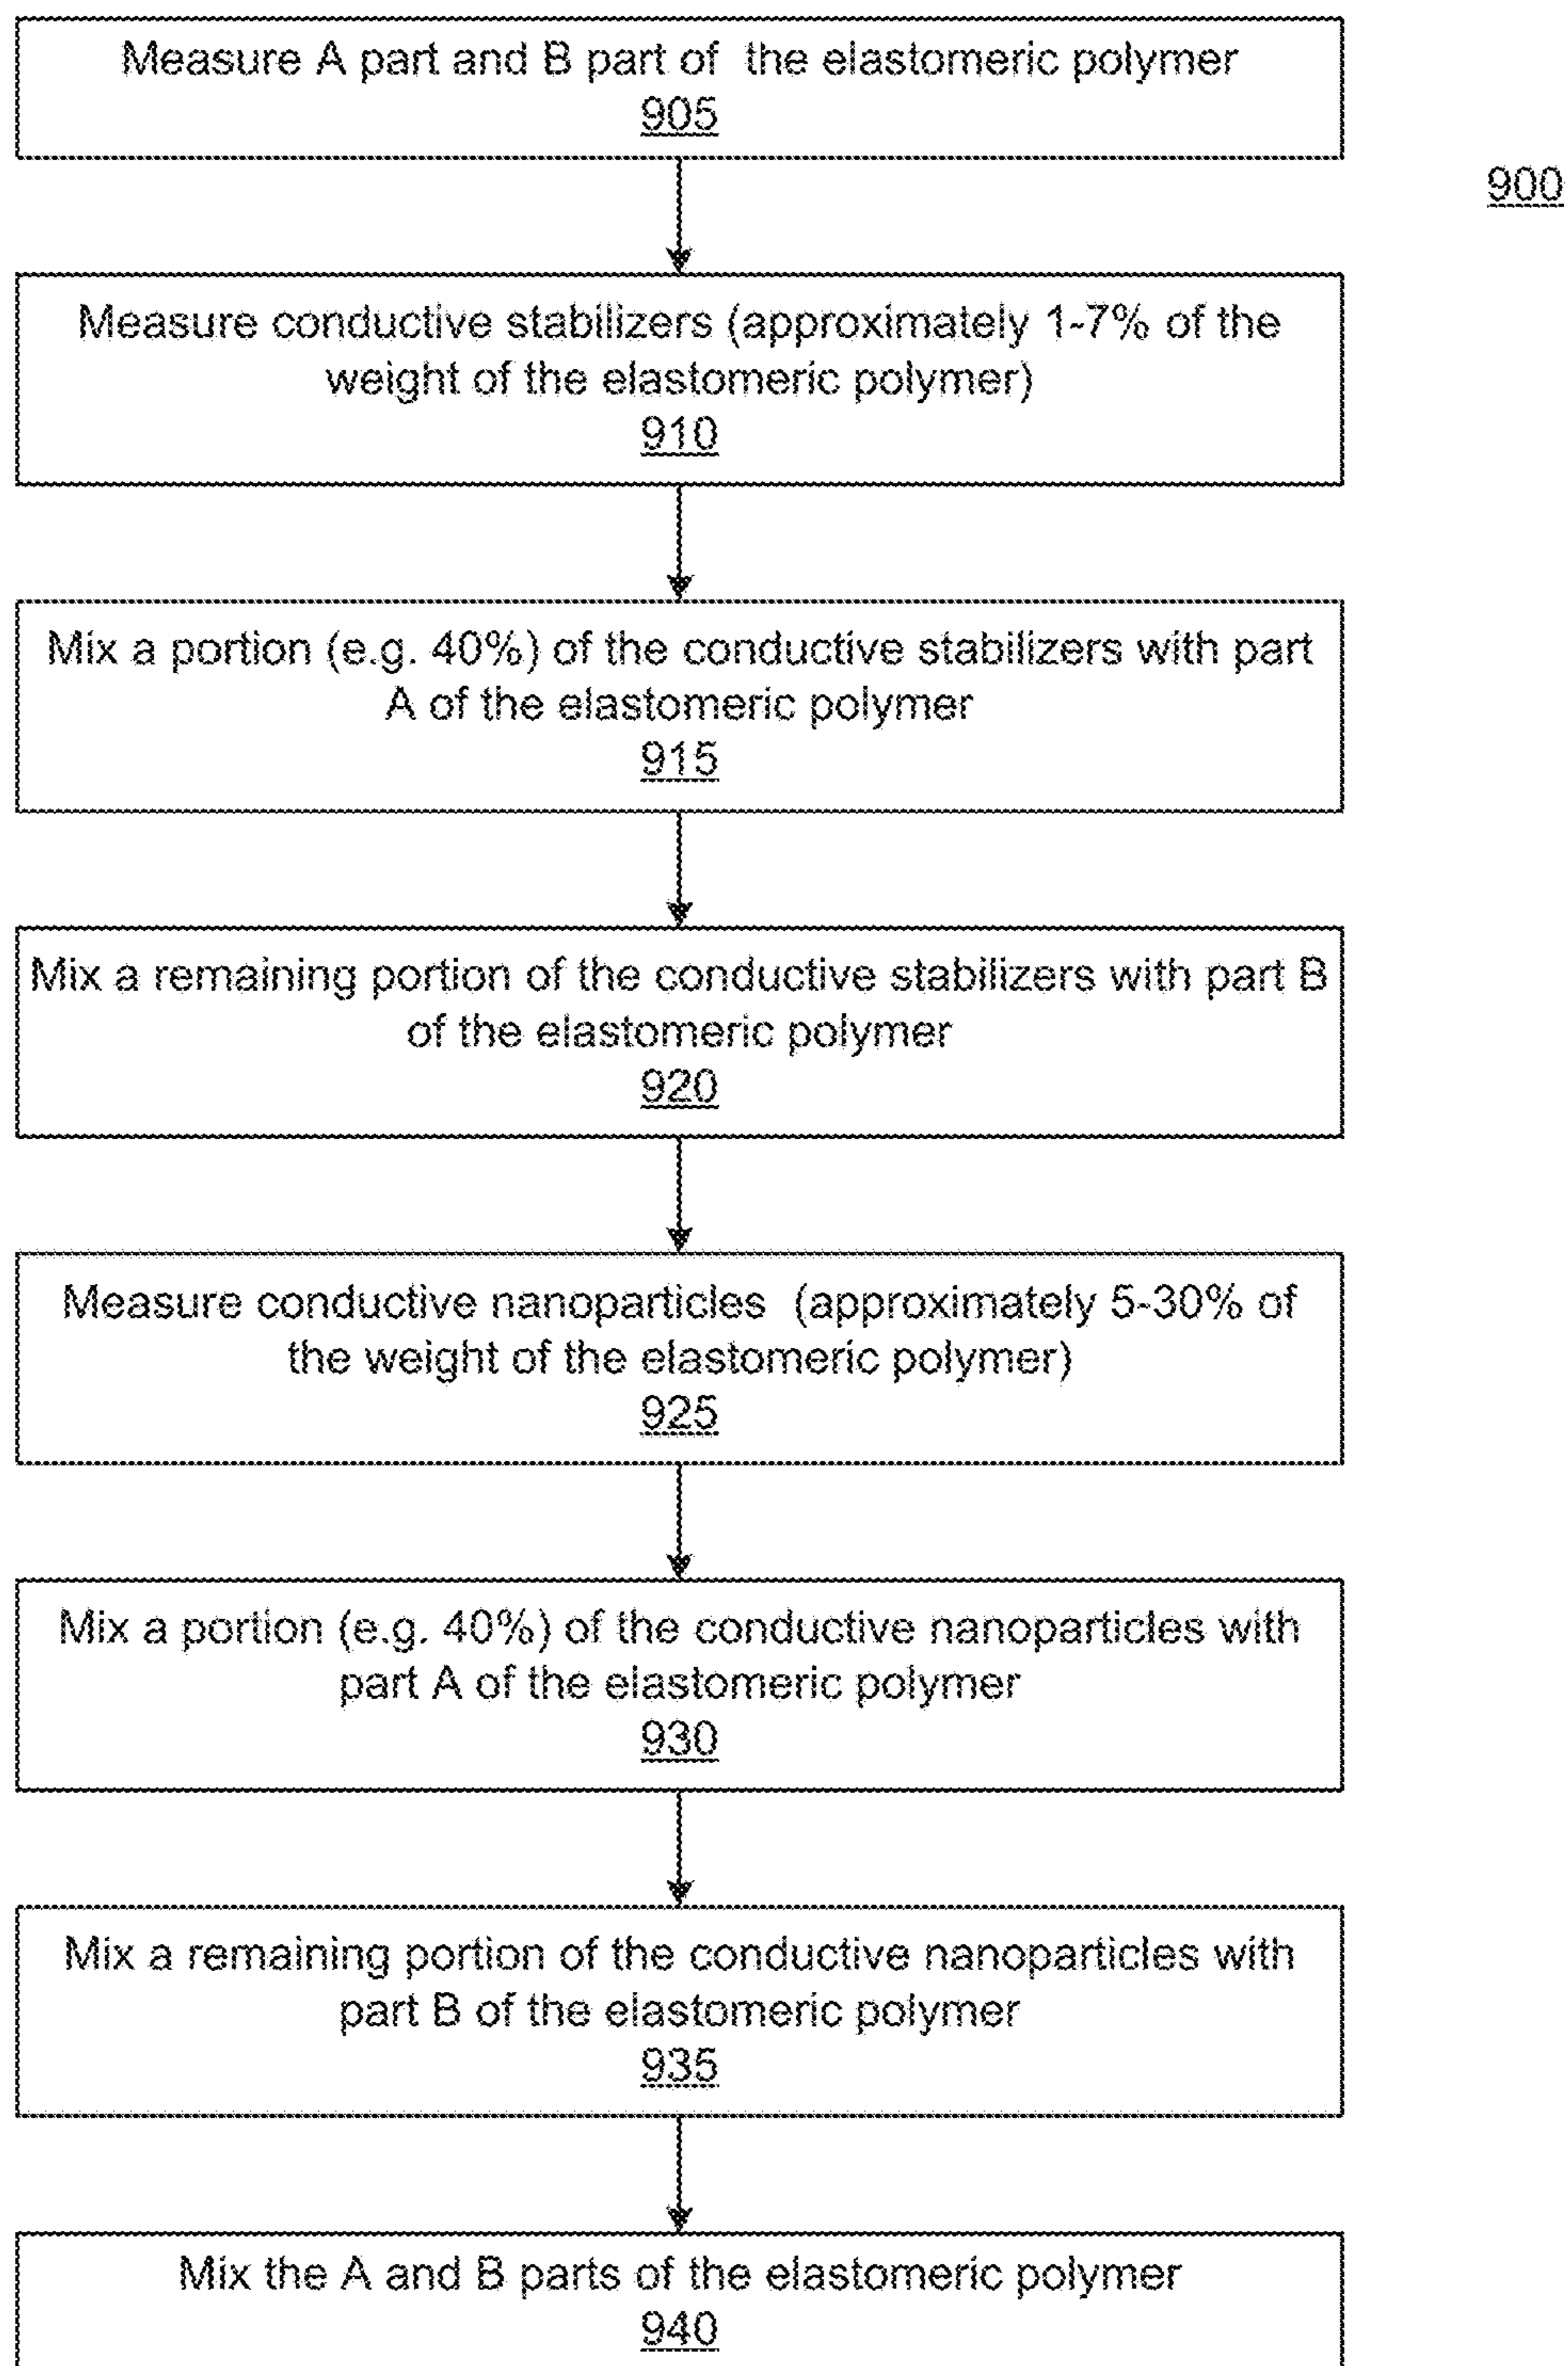 Measure A part and B part of the elastomeric polymer
905
900
Measure conductive stabilizers (approximately 1-7% of the
weight of the elastomeric polymer)
910
Mix a portion (e.g. 40%) of the conductive stabilizers with part
A of the elastomeric polymer
915
Mix a remaining portion of the conductive stabilizers with part B
of the elastomeric polymer
920
Measure conductive nanoparticles (approximately 5-30% of
the weight of the elastomeric polymer)
925
Mix a portion (e.g. 40%) of the conductive nanoparticles with
part A of the elastomeric polymer
930
Mix a remaining portion of the conductive nanoparticles with
part B of the elastomeric polymer
935
Mix the A and B parts of the elastomeric polymer
940